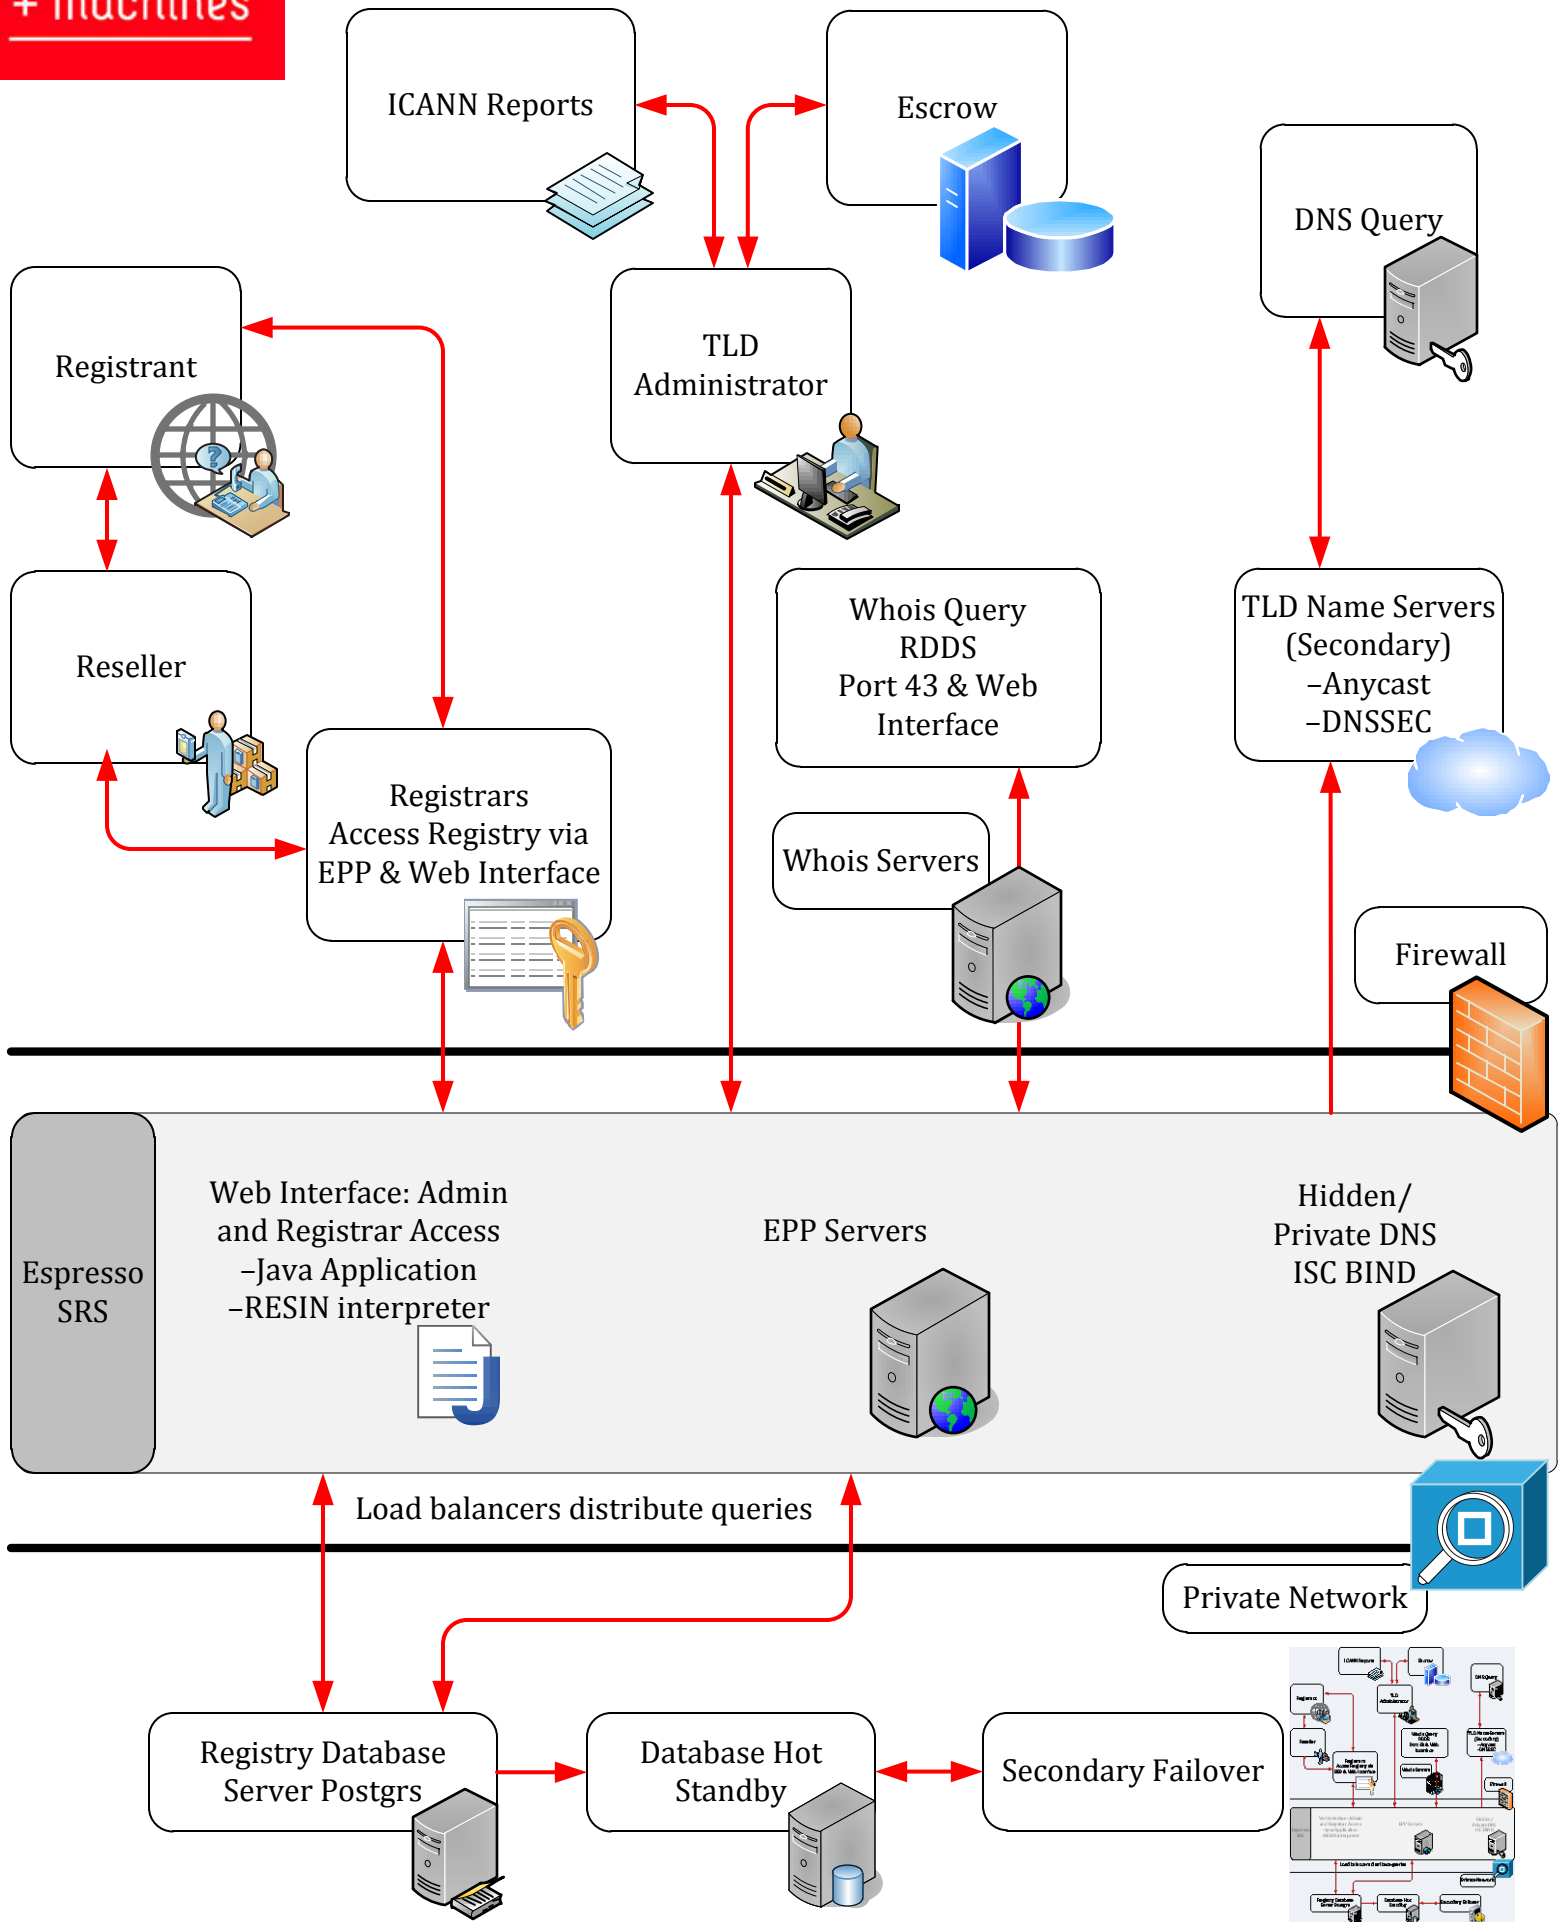 + machines
ICANN Reports
Escrow
DNS Query
Registrant
TLD
Administrator
Reseller
Whois Query
RDDS
Port 43 & Web
Interface
TLD Name Servers
(Secondary)
–Anycast
–DNSSEC
Registrars
Access Registry via
EPP & Web Interface
Whois Servers
Firewall
Espresso
SRS
Web Interface: Admin
and Registrar Access
–Java Application
–RESIN interpreter
EPP Servers
Hidden/
Private DNS
ISC BIND
Load balancers distribute queries
Private Network
Registry Database
Server Postgrs
Database Hot
Standby
Secondary Failover